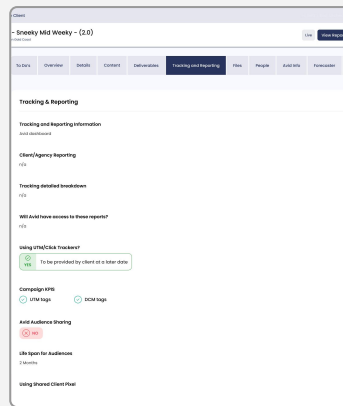 Client
- Sneeky Mid Weeky - (2.0)
Live
View Repo
To Do's
Overview
Details
Content
Deliverables
Tracking and Reporting
Files
People
Avid Info
Forecaster
Tracking & Reporting
Tracking and Reporting Information
Avid dashboard
Client/Agency Reporting
n/a
Tracking detailed breakdown
n/a
Will Avid have access to these reports?
n/a
Using UTM/Click Trackers?
YES
To be provided by client at a later date
Campaign KPIS
UTM tags
DCM tags
Avid Audience Sharing
NO
Life Span for Audiences
2 Months
Using Shared Client Pixel